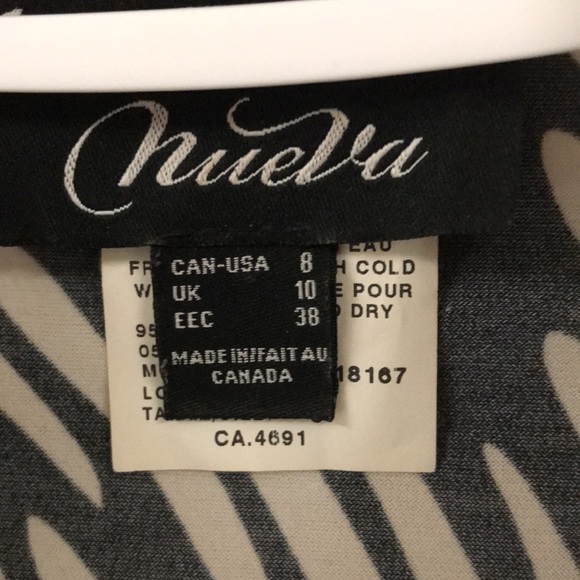 nueva
CAN-USA 8
UK 10
EEC 38
MADE IN/FAIT AU
CANADA
EAU
COLD
POUR
DRY
18167
CA.4691